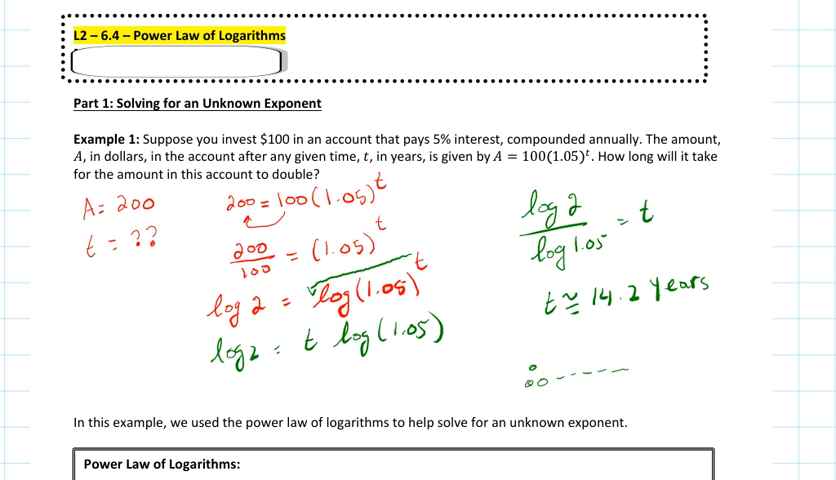 L2 – 6.4 – Power Law of Logarithms
Part 1: Solving for an Unknown Exponent
Example 1: Suppose you invest $100 in an account that pays 5% interest, compounded annually. The amount,
A, in dollars, in the account after any given time, t, in years, is given by A = 100(1.05)^t. How long will it take
for the amount in this account to double?
A = 200
t = ??
200 = 100(1.05)^t
200/100 = (1.05)^t
log 2 = log(1.05)^t
log 2 = t log(1.05)
log 2 / log 1.05 = t
t ≃ 14.2 years
In this example, we used the power law of logarithms to help solve for an unknown exponent.
Power Law of Logarithms: